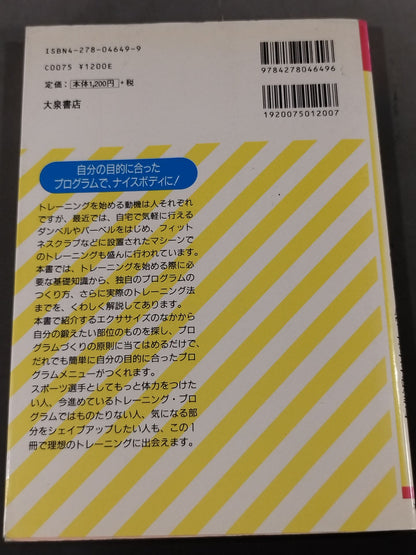 ISBN4-278-04649-9
C0075 ¥1200E
定価：本体1,200円+税
大泉書店
9784278046496
1920075012007
自分の目的に合った
プログラムで、ナイスボディに!
トレーニングを始める動機は人それぞれ
ですが、最近では、自宅で気軽に行える
ダンベルやバーベルをはじめ、フィット
ネスクラブなどに設置されたマシーンで
のトレーニングも盛んに行われています。
本書では、トレーニングを始める際に必
要な基礎知識から、独自のプログラムの
つくり方、さらに実際のトレーニング法
までを、くわしく解説してあります。
本書で紹介するエクササイズのなかから
自分の鍛えたい部位のものを探し、プロ
グラムづくりの原則に当てはめるだけで、
だれでも簡単に自分の目的に合ったプロ
グラムメニューがつくれます。
スポーツ選手としてもっと体力をつけた
い人、今進めているトレーニング・プロ
グラムではものたりない人、気になる部
分をシェイプアップしたい人も、この1
冊で理想のトレーニングに出会えます。